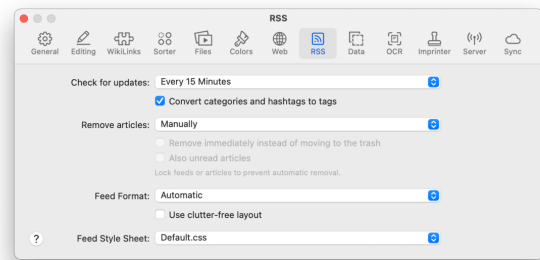 RSS
General Editing WikiLinks Sorter Files Colors Web RSS Data OCR Imprinter Server Sync
Check for updates: Every 15 Minutes
Convert categories and hashtags to tags
Remove articles: Manually
Remove immediately instead of moving to the trash
Also unread articles
Lock feeds or articles to prevent automatic removal.
Feed Format: Automatic
Use clutter-free layout
? Feed Style Sheet: Default.css